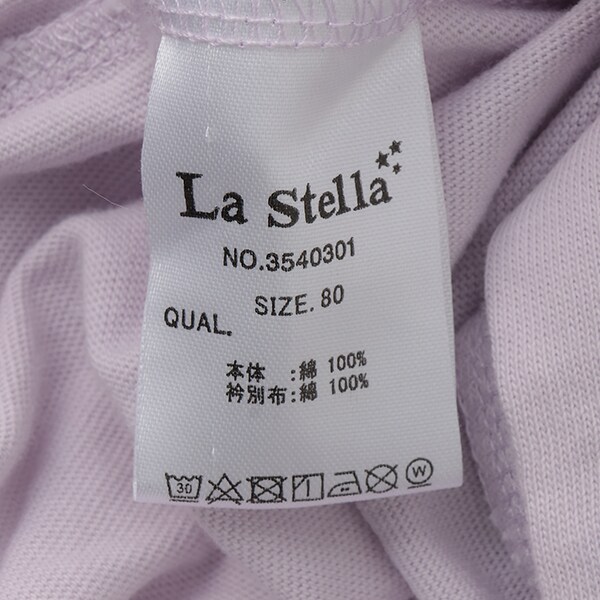 La Stella
NO.3540301
SIZE. 80
QUAL.
本体 :綿 100%
衿別布:綿 100%
30
W